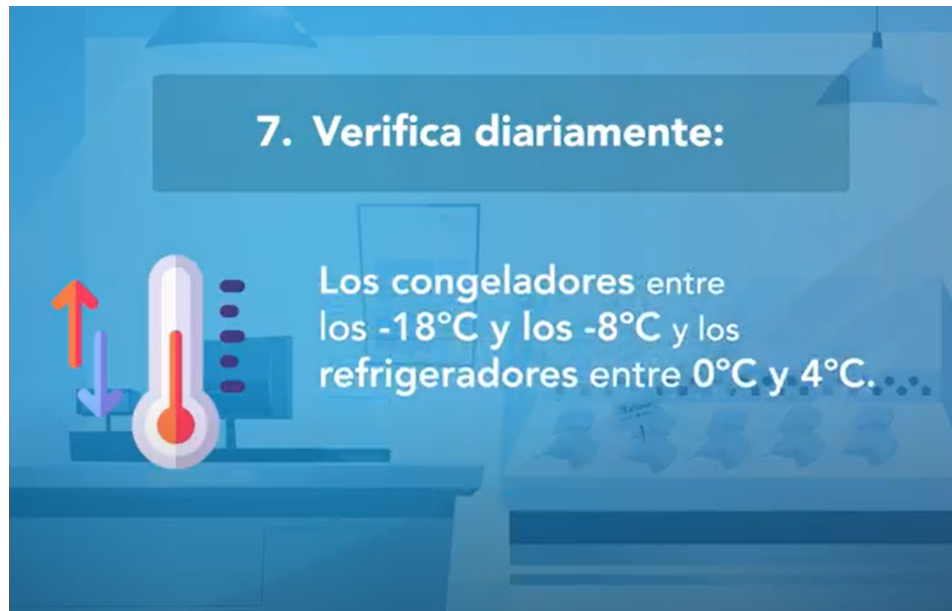 7. Verifica diariamente:
Los congeladores entre
los -18°C y los -8°C y los
refrigeradores entre 0°C y 4°C.